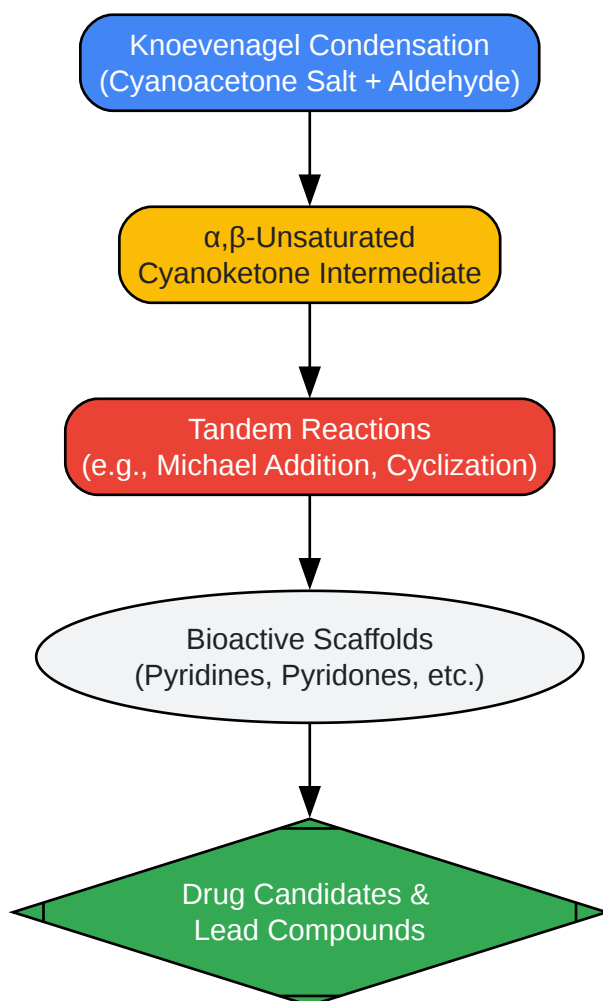 Knoevenagel Condensation
(Cyanoacetone Salt + Aldehyde)
α,β-Unsaturated
Cyanoketone Intermediate
Tandem Reactions
(e.g., Michael Addition, Cyclization)
Bioactive Scaffolds
(Pyridines, Pyridones, etc.)
Drug Candidates &
Lead Compounds